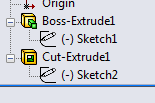 Origin
Boss-Extrude1
(-) Sketch1
Cut-Extrude1
(-) Sketch2